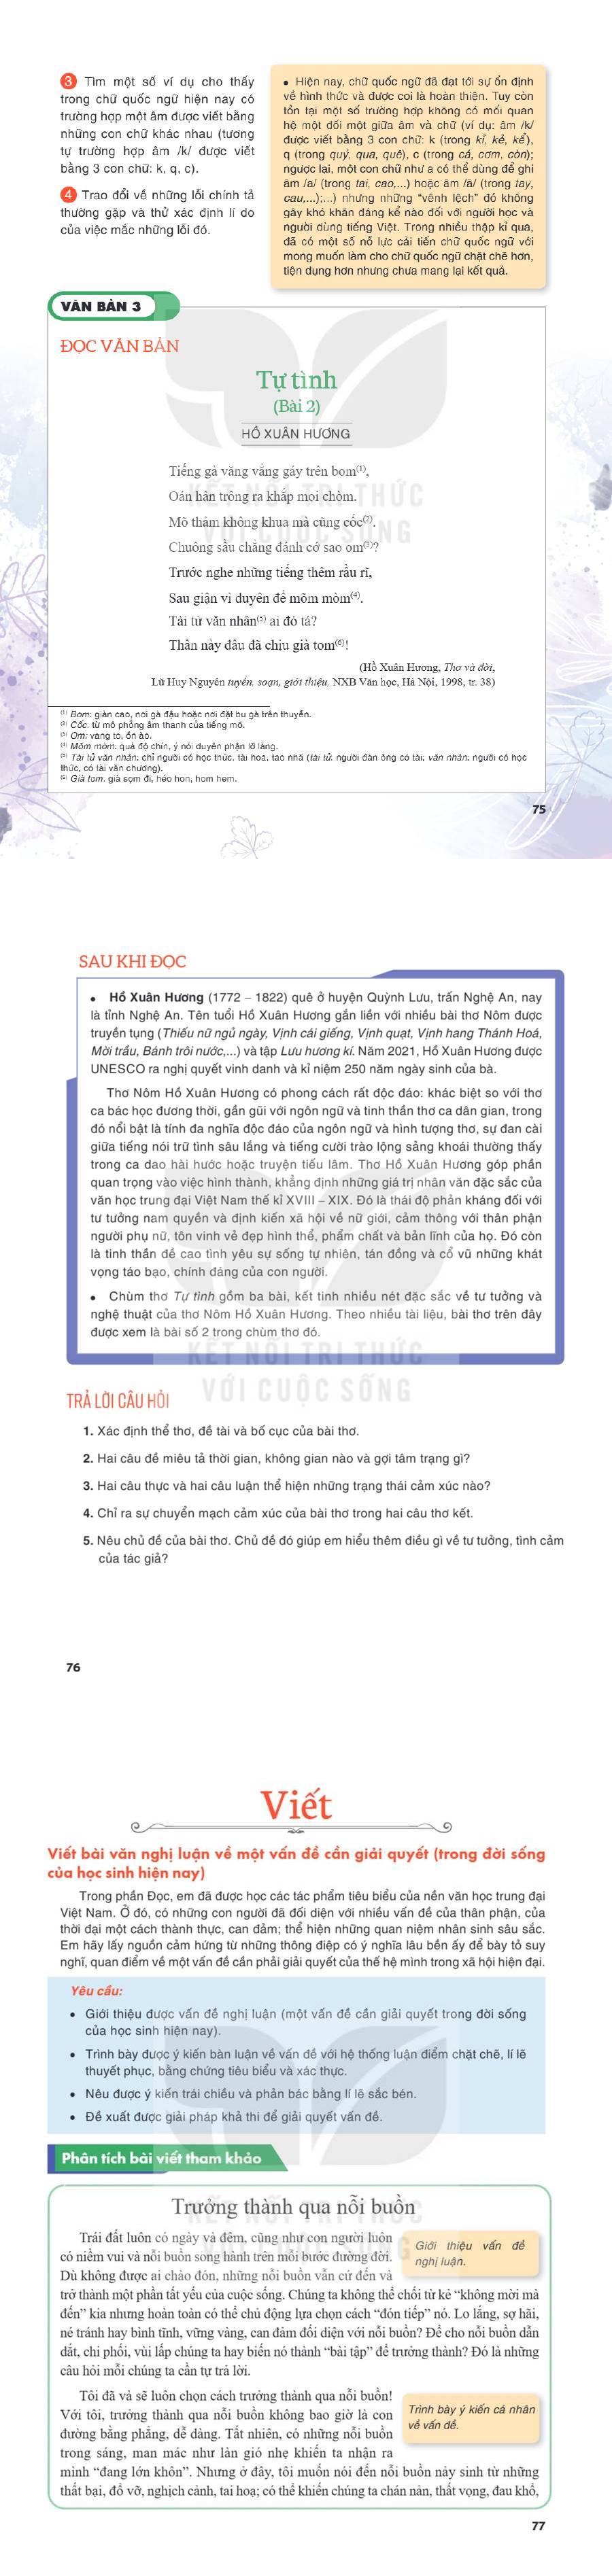 3 Tìm một số ví dụ cho thấy
trong chữ quốc ngữ hiện nay có
trường hợp một âm được viết bằng
những con chữ khác nhau (tương
tự trường hợp âm /k/ được viết
bằng 3 con chữ: k, q, c).
4 Trao đổi về những lỗi chính tả
thường gặp và thử xác định lí do
của việc mắc những lỗi đó.
• Hiện nay, chữ quốc ngữ đã đạt tới sự ổn định
về hình thức và được coi là hoàn thiện. Tuy còn
tồn tại một số trường hợp không có mối quan
hệ một đối một giữa âm và chữ (ví dụ: âm /k/
được viết bằng 3 con chữ: k (trong kỉ, kẻ, kể),
q (trong quý, qua, quê), c (trong cá, cơm, còn);
ngược lại, một con chữ như a có thể dùng để ghi
âm /a/ (trong tai, cao,...) hoặc âm /ă/ (trong tay,
cau,...);...) nhưng những "vênh lệch" đó không
gây khó khăn đáng kể nào đối với người học và
người dùng tiếng Việt. Trong nhiều thập kỉ qua,
đã có một số nỗ lực cải tiến chữ quốc ngữ với
mong muốn làm cho chữ quốc ngữ chặt chẽ hơn,
tiện dụng hơn nhưng chưa mang lại kết quả.
VĂN BẢN 3
ĐỌC VĂN BẢN
Tự tình
(Bài 2)
HỒ XUÂN HƯƠNG
Tiếng gà văng vẳng gáy trên bom(1),
Oán hận trông ra khắp mọi chòm.
Mõ thảm không khua mà cũng cốc(2).
Chuông sầu chẳng đánh cớ sao om(3)?
Trước nghe những tiếng thêm rầu rĩ,
Sau giận vì duyên để mõm mòm(4).
Tài tử văn nhân(5) ai đó tá?
Thân này đâu đã chịu già tom(6)!
(Hồ Xuân Hương, Thơ và đời,
Lữ Huy Nguyên tuyển, soạn, giới thiệu, NXB Văn học, Hà Nội, 1998, tr. 38)
(1) Bom: giàn cao, nơi gà đậu hoặc nơi đặt bu gà trên thuyền.
(2) Cốc: từ mô phỏng âm thanh của tiếng mõ.
(3) Om: vang to, ồn ào.
(4) Mõm mòm: quá độ chín, ý nói duyên phận lỡ làng.
(5) Tài tử văn nhân: chỉ người có học thức, tài hoa, tao nhã (tài tử: người đàn ông có tài; văn nhân: người có học
thức, có tài văn chương).
(6) Già tom: già sọm đi, héo hon, hom hem.
75
KẾT NỐI TRI THỨC
VỚI CUỘC SỐNG
SAU KHI ĐỌC
• Hồ Xuân Hương (1772 – 1822) quê ở huyện Quỳnh Lưu, trấn Nghệ An, nay
là tỉnh Nghệ An. Tên tuổi Hồ Xuân Hương gắn liền với nhiều bài thơ Nôm được
truyền tụng (Thiếu nữ ngủ ngày, Vịnh cái giếng, Vịnh quạt, Vịnh hang Thánh Hoá,
Mời trầu, Bánh trôi nước,...) và tập Lưu hương kí. Năm 2021, Hồ Xuân Hương được
UNESCO ra nghị quyết vinh danh và kỉ niệm 250 năm ngày sinh của bà.
Thơ Nôm Hồ Xuân Hương có phong cách rất độc đáo: khác biệt so với thơ
ca bác học đương thời, gần gũi với ngôn ngữ và tinh thần thơ ca dân gian, trong
đó nổi bật là tính đa nghĩa độc đáo của ngôn ngữ và hình tượng thơ, sự đan cài
giữa tiếng nói trữ tình sâu lắng và tiếng cười trào lộng sảng khoái thường thấy
trong ca dao hài hước hoặc truyện tiếu lâm. Thơ Hồ Xuân Hương góp phần
quan trọng vào việc hình thành, khẳng định những giá trị nhân văn đặc sắc của
văn học trung đại Việt Nam thế kỉ XVIII – XIX. Đó là thái độ phản kháng đối với
tư tưởng nam quyền và định kiến xã hội về nữ giới, cảm thông với thân phận
người phụ nữ, tôn vinh vẻ đẹp hình thể, phẩm chất và bản lĩnh của họ. Đó còn
là tinh thần đề cao tình yêu sự sống tự nhiên, tán đồng và cổ vũ những khát
vọng táo bạo, chính đáng của con người.
• Chùm thơ Tự tình gồm ba bài, kết tinh nhiều nét đặc sắc về tư tưởng và
nghệ thuật của thơ Nôm Hồ Xuân Hương. Theo nhiều tài liệu, bài thơ trên đây
được xem là bài số 2 trong chùm thơ đó.
KẾT NỐI TRI THỨC
VỚI CUỘC SỐNG
TRẢ LỜI CÂU HỎI
1. Xác định thể thơ, đề tài và bố cục của bài thơ.
2. Hai câu đề miêu tả thời gian, không gian nào và gợi tâm trạng gì?
3. Hai câu thực và hai câu luận thể hiện những trạng thái cảm xúc nào?
4. Chỉ ra sự chuyển mạch cảm xúc của bài thơ trong hai câu thơ kết.
5. Nêu chủ đề của bài thơ. Chủ đề đó giúp em hiểu thêm điều gì về tư tưởng, tình cảm
của tác giả?
76
Viết
Viết bài văn nghị luận về một vấn đề cần giải quyết (trong đời sống
của học sinh hiện nay)
Trong phần Đọc, em đã được học các tác phẩm tiêu biểu của nền văn học trung đại
Việt Nam. Ở đó, có những con người đã đối diện với nhiều vấn đề của thân phận, của
thời đại một cách thành thực, can đảm; thể hiện những quan niệm nhân sinh sâu sắc.
Em hãy lấy nguồn cảm hứng từ những thông điệp có ý nghĩa lâu bền ấy để bày tỏ suy
nghĩ, quan điểm về một vấn đề cần phải giải quyết của thế hệ mình trong xã hội hiện đại.
Yêu cầu:
• Giới thiệu được vấn đề nghị luận (một vấn đề cần giải quyết trong đời sống
của học sinh hiện nay).
• Trình bày được ý kiến bàn luận về vấn đề với hệ thống luận điểm chặt chẽ, lí lẽ
thuyết phục, bằng chứng tiêu biểu và xác thực.
• Nêu được ý kiến trái chiều và phản bác bằng lí lẽ sắc bén.
• Đề xuất được giải pháp khả thi để giải quyết vấn đề.
Phân tích bài viết tham khảo
KẾT NỐI TRI THỨC
VỚI CUỘC SỐNG
Trưởng thành qua nỗi buồn
Trái đất luôn có ngày và đêm, cũng như con người luôn
có niềm vui và nỗi buồn song hành trên mỗi bước đường đời.
Dù không được ai chào đón, những nỗi buồn vẫn cứ đến và
trở thành một phần tất yếu của cuộc sống. Chúng ta không thể chối từ kẻ “không mời mà
đến” kia nhưng hoàn toàn có thể chủ động lựa chọn cách “đón tiếp” nó. Lo lắng, sợ hãi,
né tránh hay bình tĩnh, vững vàng, can đảm đối diện với nỗi buồn? Để cho nỗi buồn dẫn
dắt, chi phối, vùi lấp chúng ta hay biến nó thành “bài tập” để trưởng thành? Đó là những
câu hỏi mỗi chúng ta cần tự trả lời.
Giới thiệu vấn đề
nghị luận.
Tôi đã và sẽ luôn chọn cách trưởng thành qua nỗi buồn!
Với tôi, trưởng thành qua nỗi buồn không bao giờ là con
đường bằng phẳng, dễ dàng. Tất nhiên, có những nỗi buồn
trong sáng, man mác như làn gió nhẹ khiến ta nhận ra
mình “đang lớn khôn”. Nhưng ở đây, tôi muốn nói đến nỗi buồn nảy sinh từ những
thất bại, đổ vỡ, nghịch cảnh, tai hoạ; có thể khiến chúng ta chán nản, thất vọng, đau khổ,
Trình bày ý kiến cá nhân
về vấn đề.
77